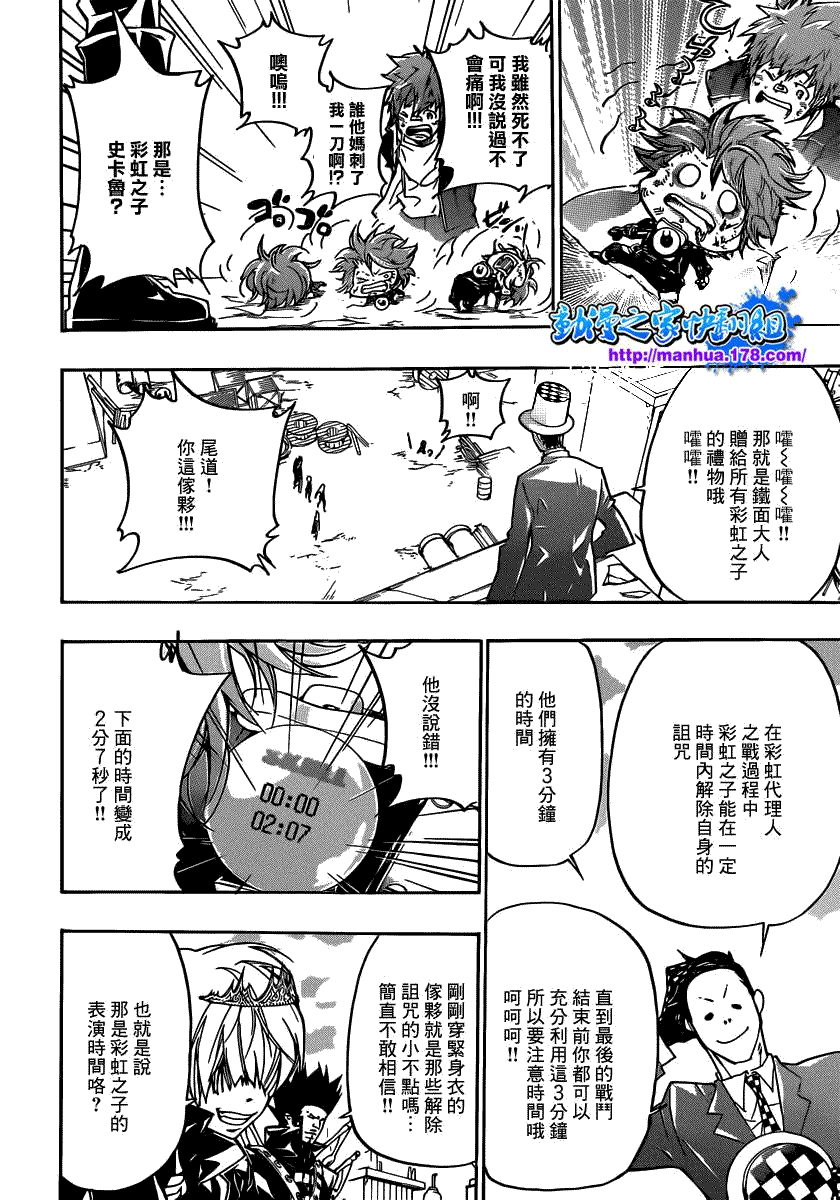 我雖然死不了
可我沒說過不
會痛啊!!!
誰他媽刺了
我一刀啊!?
噢嗚!!!
那是…
彩虹之子
史卡魯?
動漫之家快翻組
http://manhua.178.com/
嚯~嚯~嚯!!
那就是鐵面大人
贈給所有彩虹之子
的禮物哦
嚯嚯!!
啊!!
尾道!
你這傢夥!!!
在彩虹代理人
之戰過程中
彩虹之子能在一定
時間內解除自身的
詛咒
他們擁有3分鐘
的時間
他沒說錯!!!
SKULL
00:00
02:07
下面的時間變成
2分7秒了!!
直到最後的戰鬥
結束前你都可以
充分利用這3分鐘
所以要注意時間哦
呵呵呵!!
剛剛穿緊身衣的
傢夥就是那些解除
詛咒的小不點嗎…
簡直不敢相信!!
也就是說
那是彩虹之子的
表演時間咯?